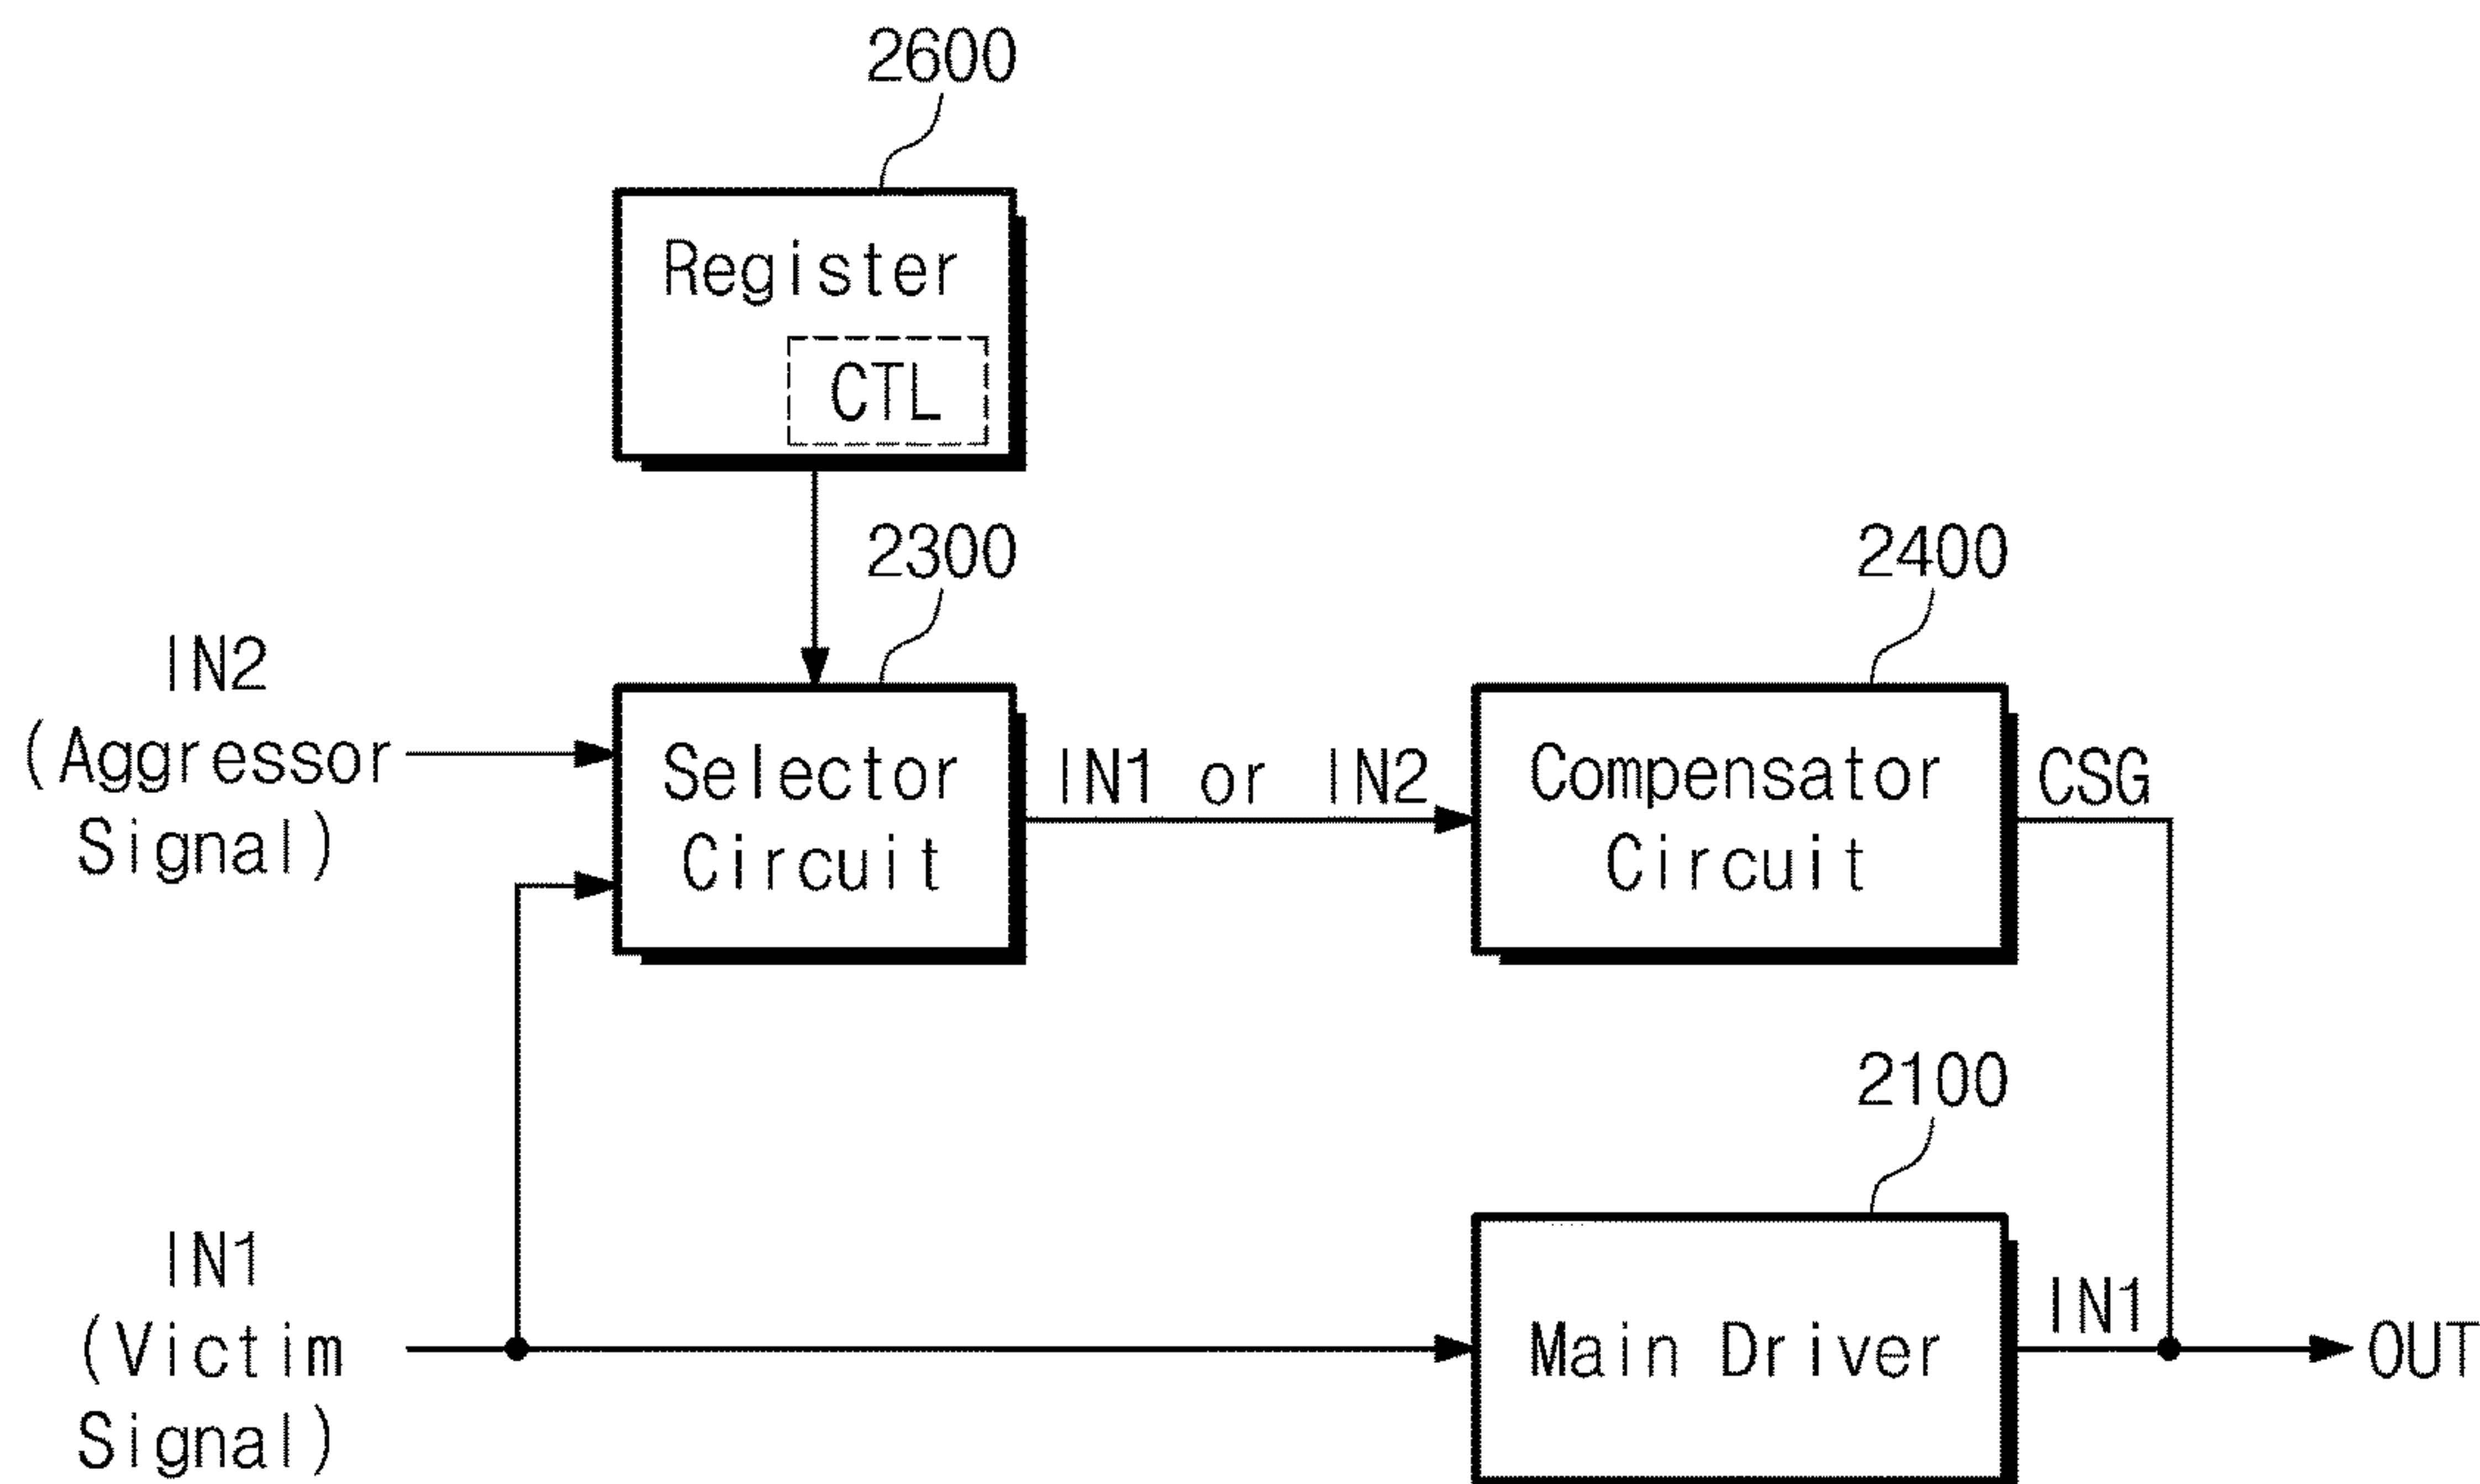 2600
Register
CTL
2300
2400
IN2
(Aggressor
Signal)
Selector
Circuit
IN1 or IN2
Compensator
Circuit
CSG
2100
IN1
(Victim
Signal)
Main Driver
IN1
OUT